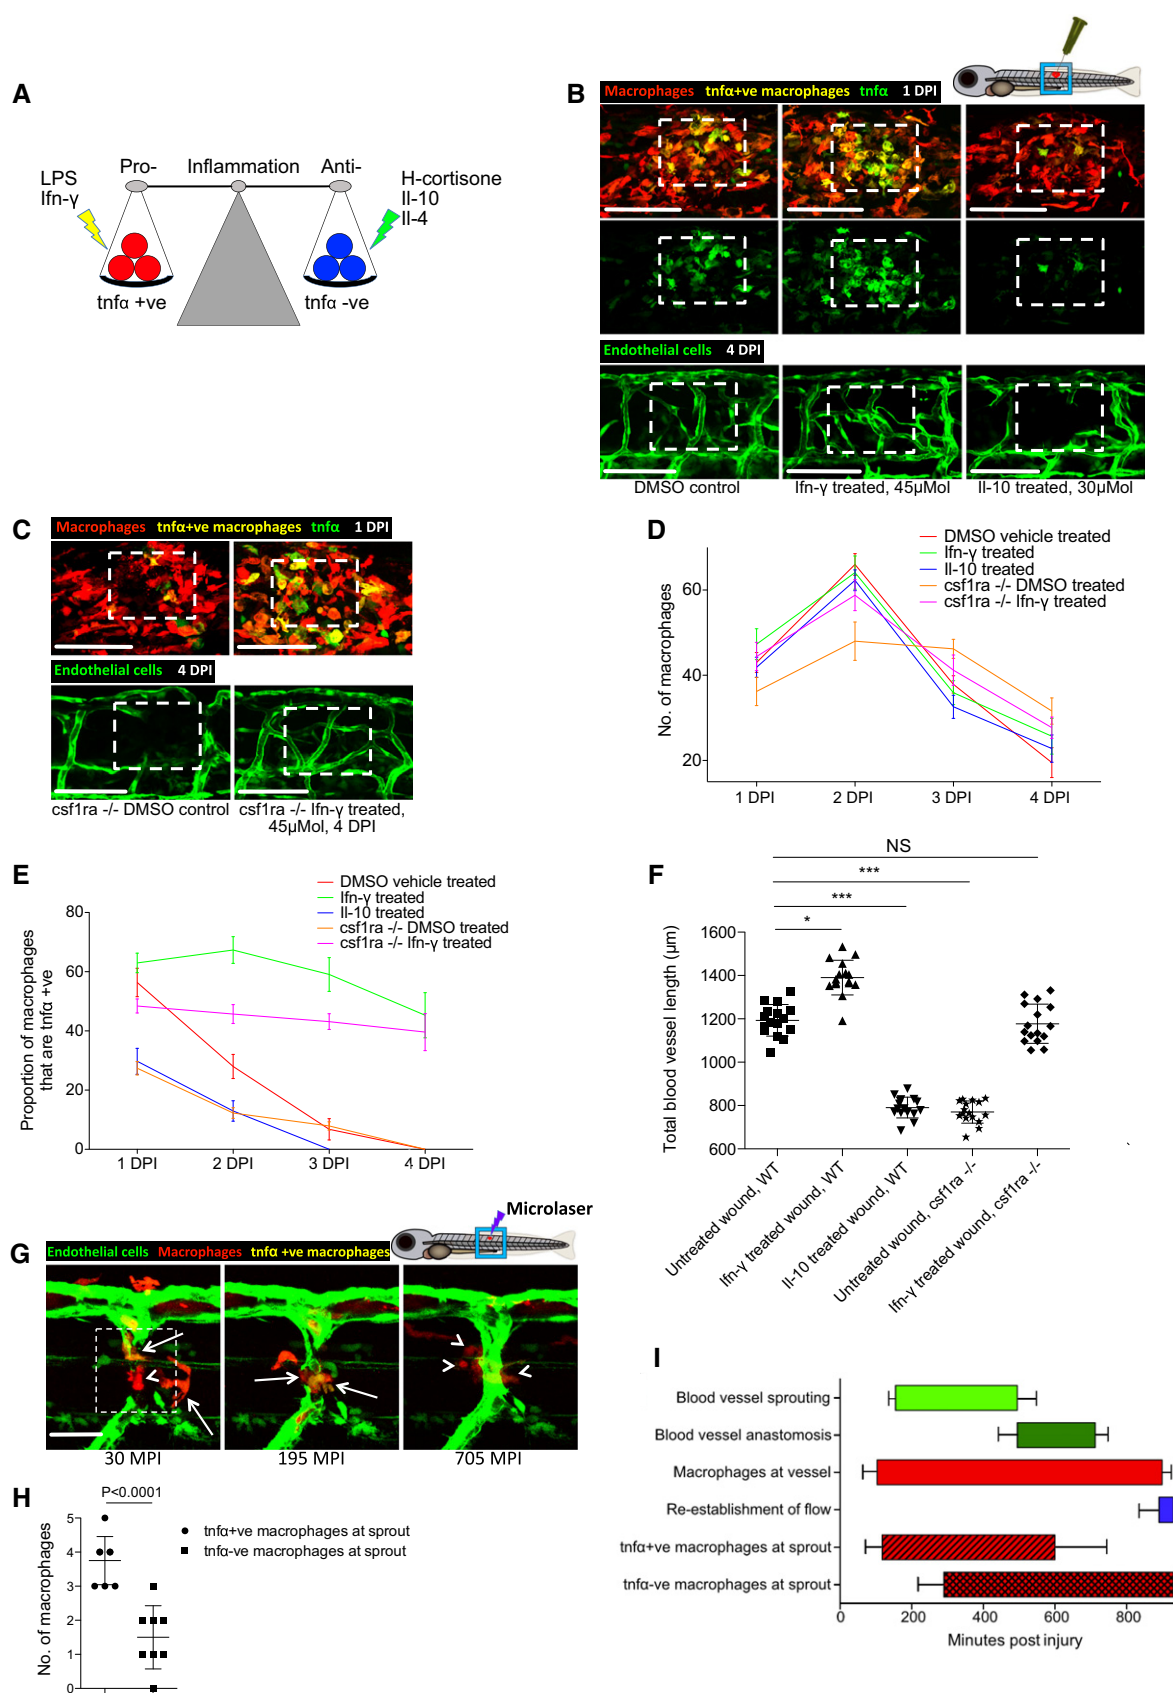 A
Pro-
Inflammation
Anti-
LPS
Ifn-γ
H-cortisone
Il-10
Il-4
tnfα +ve
tnfα -ve
B
Macrophages tnfα+ve macrophages tnfα 1 DPI
Endothelial cells 4 DPI
DMSO control
Ifn-γ treated, 45µMol
Il-10 treated, 30µMol
C
Macrophages tnfα+ve macrophages tnfα 1 DPI
Endothelial cells 4 DPI
csf1ra -/- DMSO control
csf1ra -/- Ifn-γ treated,
45µMol, 4 DPI
D
DMSO vehicle treated
Ifn-γ treated
Il-10 treated
csf1ra -/- DMSO treated
csf1ra -/- Ifn-γ treated
No. of macrophages
60
40
20
1 DPI
2 DPI
3 DPI
4 DPI
E
DMSO vehicle treated
Ifn-γ treated
Il-10 treated
csf1ra -/- DMSO treated
csf1ra -/- Ifn-γ treated
Proportion of macrophages
that are tnfα +ve
80
60
40
20
0
1 DPI
2 DPI
3 DPI
4 DPI
F
NS
***
***
*
Total blood vessel length (µm)
1600
1400
1200
1000
800
600
Untreated wound, WT
Ifn-γ treated wound, WT
Il-10 treated wound, WT
Untreated wound, csf1ra -/-
Ifn-γ treated wound, csf1ra -/-
G
Microlaser
Endothelial cells Macrophages tnfα +ve macrophages
30 MPI
195 MPI
705 MPI
H
P<0.0001
No. of macrophages
5
4
3
2
1
0
tnfα+ve macrophages at sprout
tnfα-ve macrophages at sprout
I
Blood vessel sprouting
Blood vessel anastomosis
Macrophages at vessel
Re-establishment of flow
tnfα+ve macrophages at sprout
tnfα-ve macrophages at sprout
0
200
400
600
800
Minutes post injury